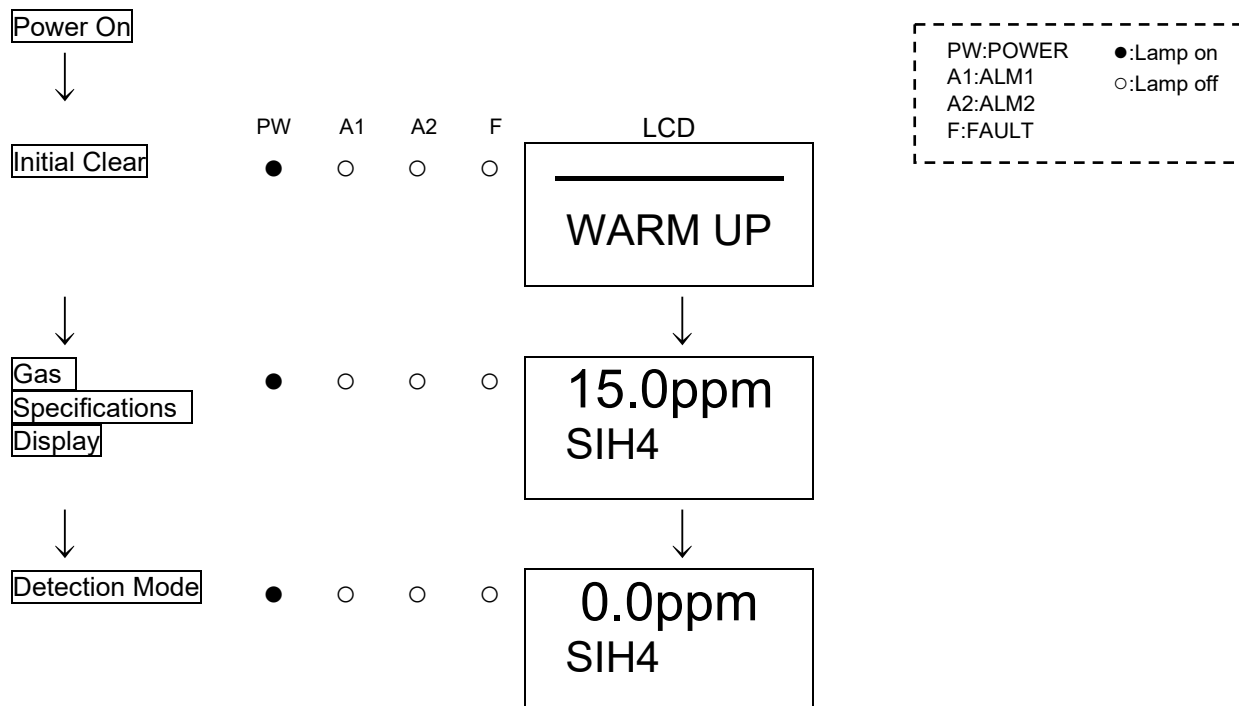 Power On
PW:POWER ●:Lamp on
A1:ALM1 ○:Lamp off
A2:ALM2
F:FAULT
PW A1 A2 F LCD
Initial Clear ● ○ ○ ○
WARM UP
Gas ● ○ ○ ○ 15.0ppm
Specifications SIH4
Display
Detection Mode ● ○ ○ ○ 0.0ppm
SIH4